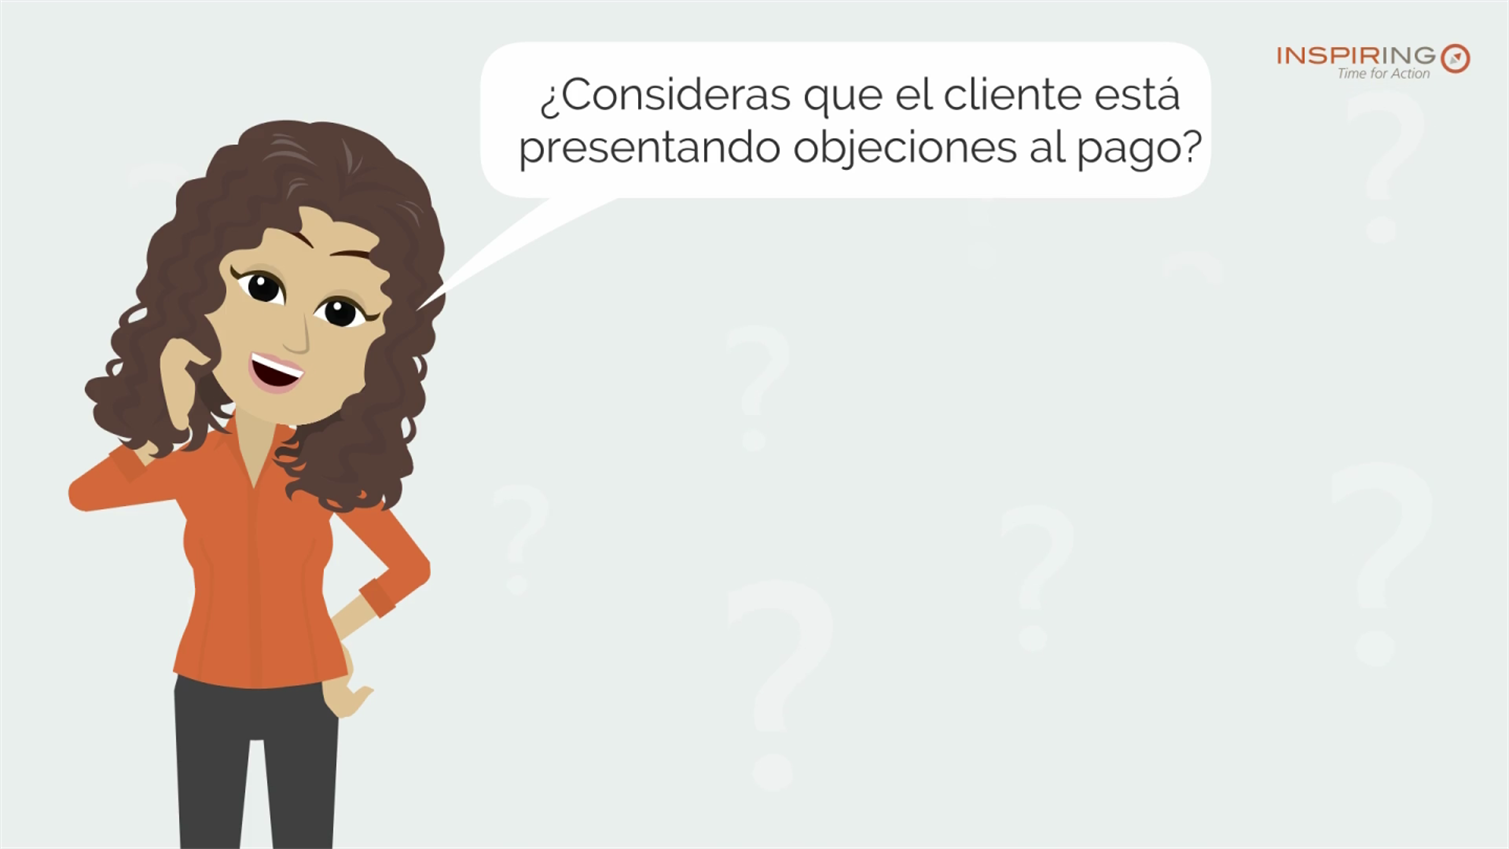 ¿Consideras que el cliente está
presentando objeciones al pago?
INSPIRING
Time for Action